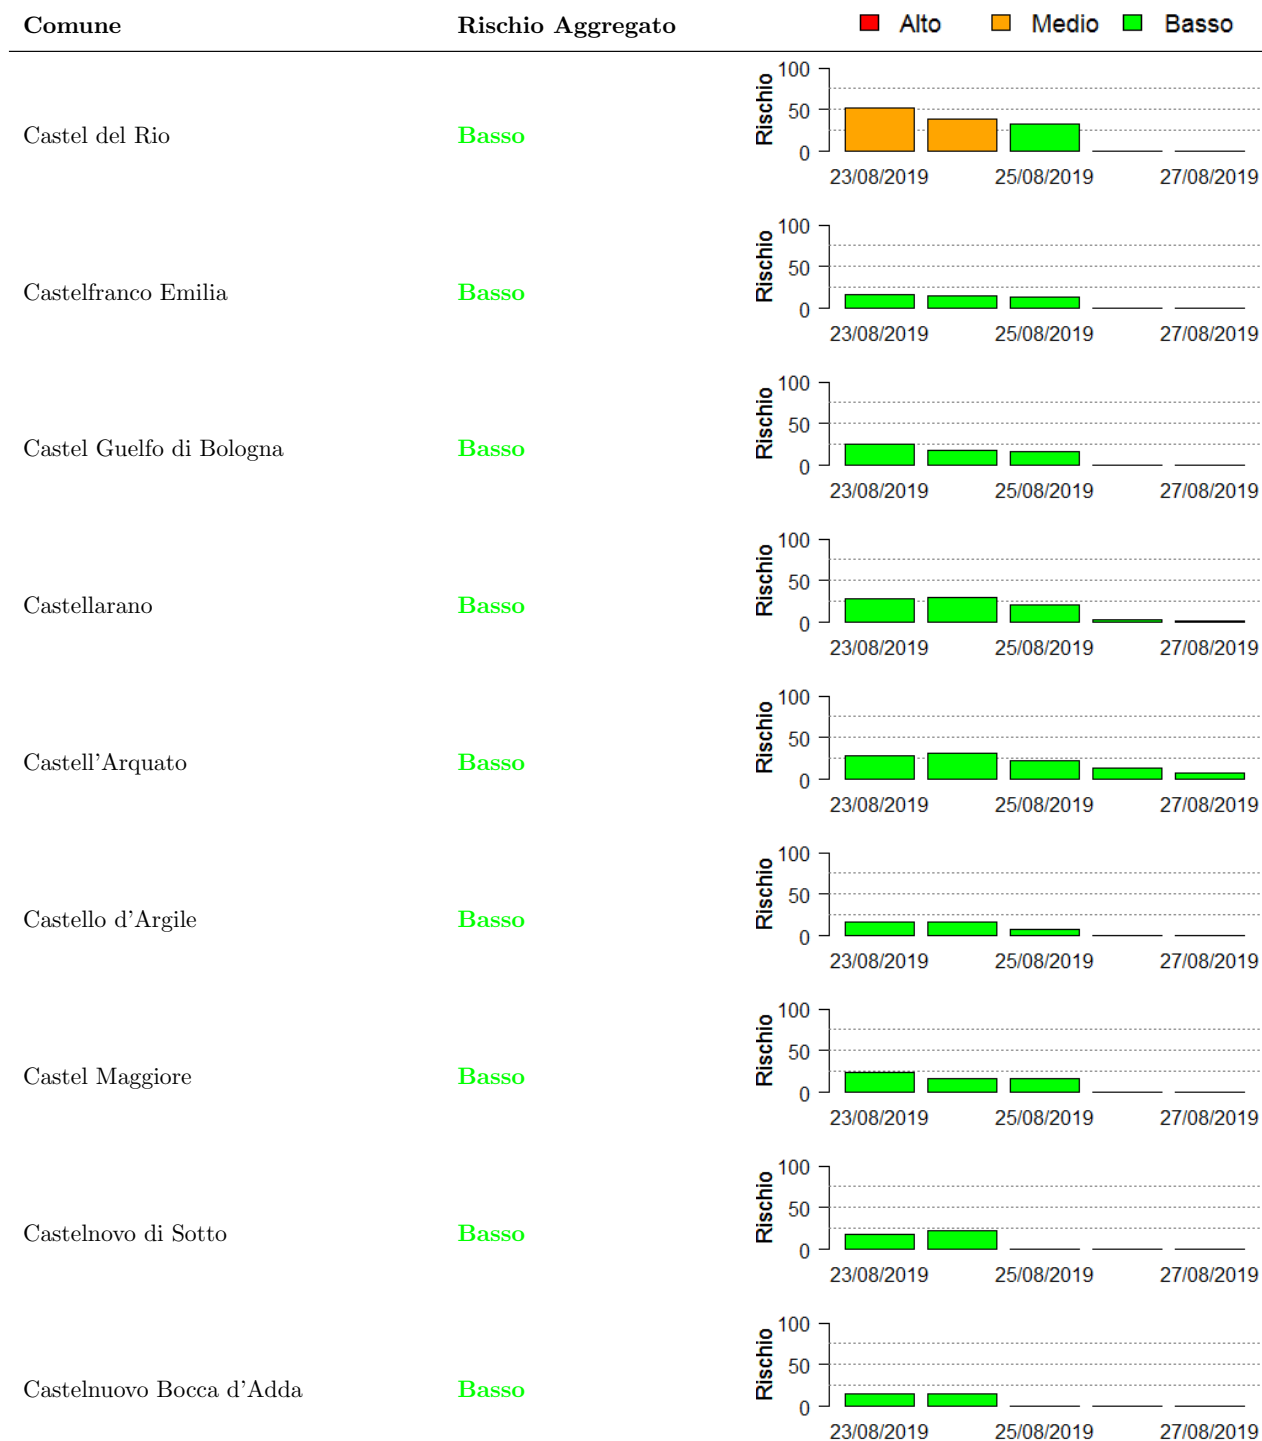 Comune Rischio Aggregato Alto Medio Basso
Castel del Rio Basso Rischio 100 50 0
23/08/2019 25/08/2019 27/08/2019
Castelfranco Emilia Basso Rischio 100 50 0
23/08/2019 25/08/2019 27/08/2019
Castel Guelfo di Bologna Basso Rischio 100 50 0
23/08/2019 25/08/2019 27/08/2019
Castellarano Basso Rischio 100 50 0
23/08/2019 25/08/2019 27/08/2019
Castell'Arquato Basso Rischio 100 50 0
23/08/2019 25/08/2019 27/08/2019
Castello d'Argile Basso Rischio 100 50 0
23/08/2019 25/08/2019 27/08/2019
Castel Maggiore Basso Rischio 100 50 0
23/08/2019 25/08/2019 27/08/2019
Castelnovo di Sotto Basso Rischio 100 50 0
23/08/2019 25/08/2019 27/08/2019
Castelnuovo Bocca d'Adda Basso Rischio 100 50 0
23/08/2019 25/08/2019 27/08/2019